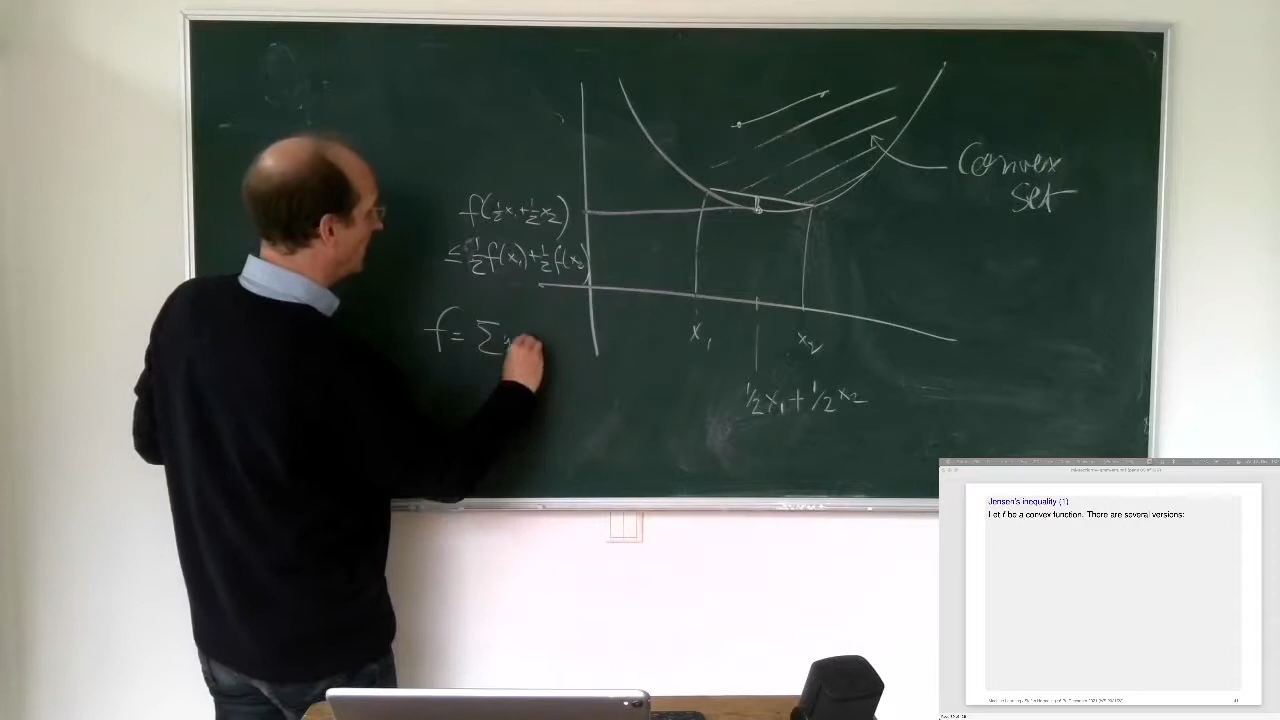 f(½x₁+½x₂)
≤ ½f(x₁)+½f(x₂)
f = Σ
Convex
set
x₁
x₂
½x₁+½x₂
Jensen's inequality (1)
Let f be a convex function. There are several versions: